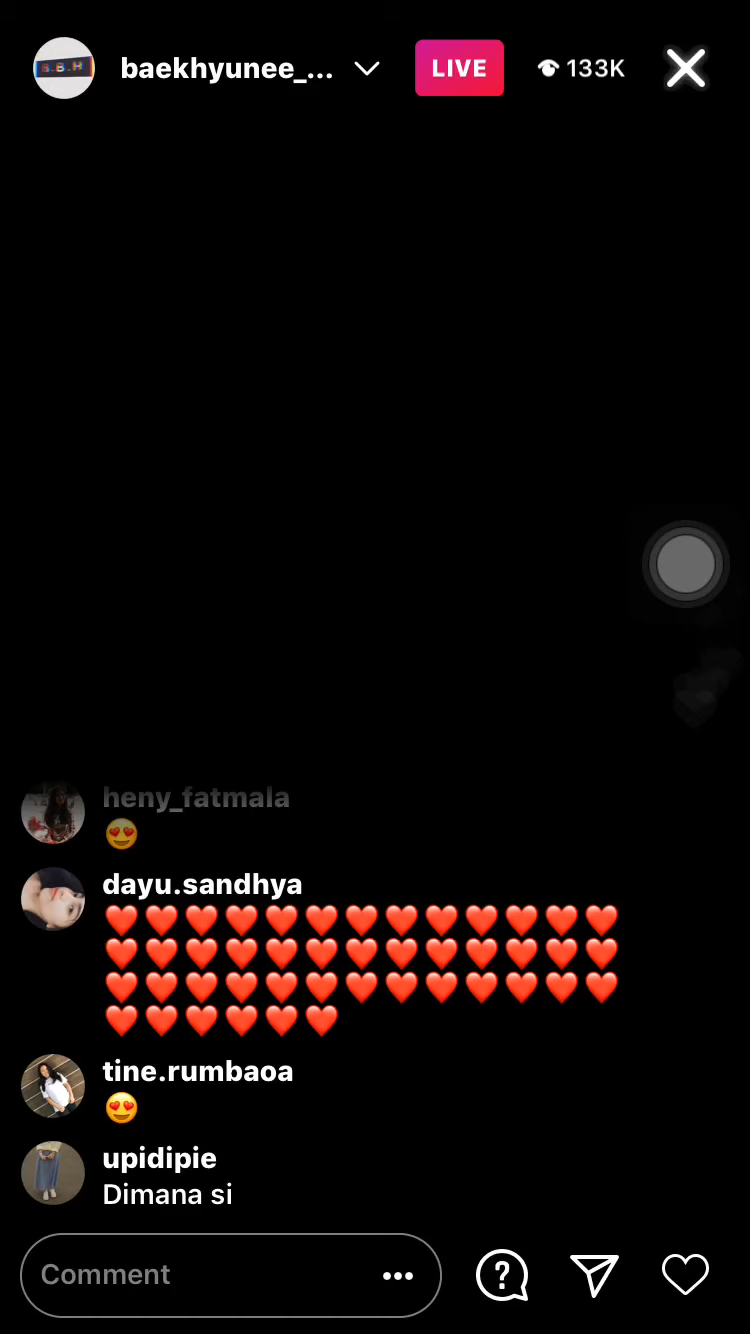 B.B.H
baekhyunee_...
LIVE
133K
heny_fatmala
😍
dayu.sandhya
❤️❤️❤️❤️❤️❤️❤️❤️❤️❤️❤️❤️❤️
❤️❤️❤️❤️❤️❤️❤️❤️❤️❤️❤️❤️❤️
❤️❤️❤️❤️❤️❤️❤️❤️❤️❤️❤️❤️❤️
❤️❤️❤️❤️❤️❤️
tine.rumbaoa
😍
upidipie
Dimana si
Comment